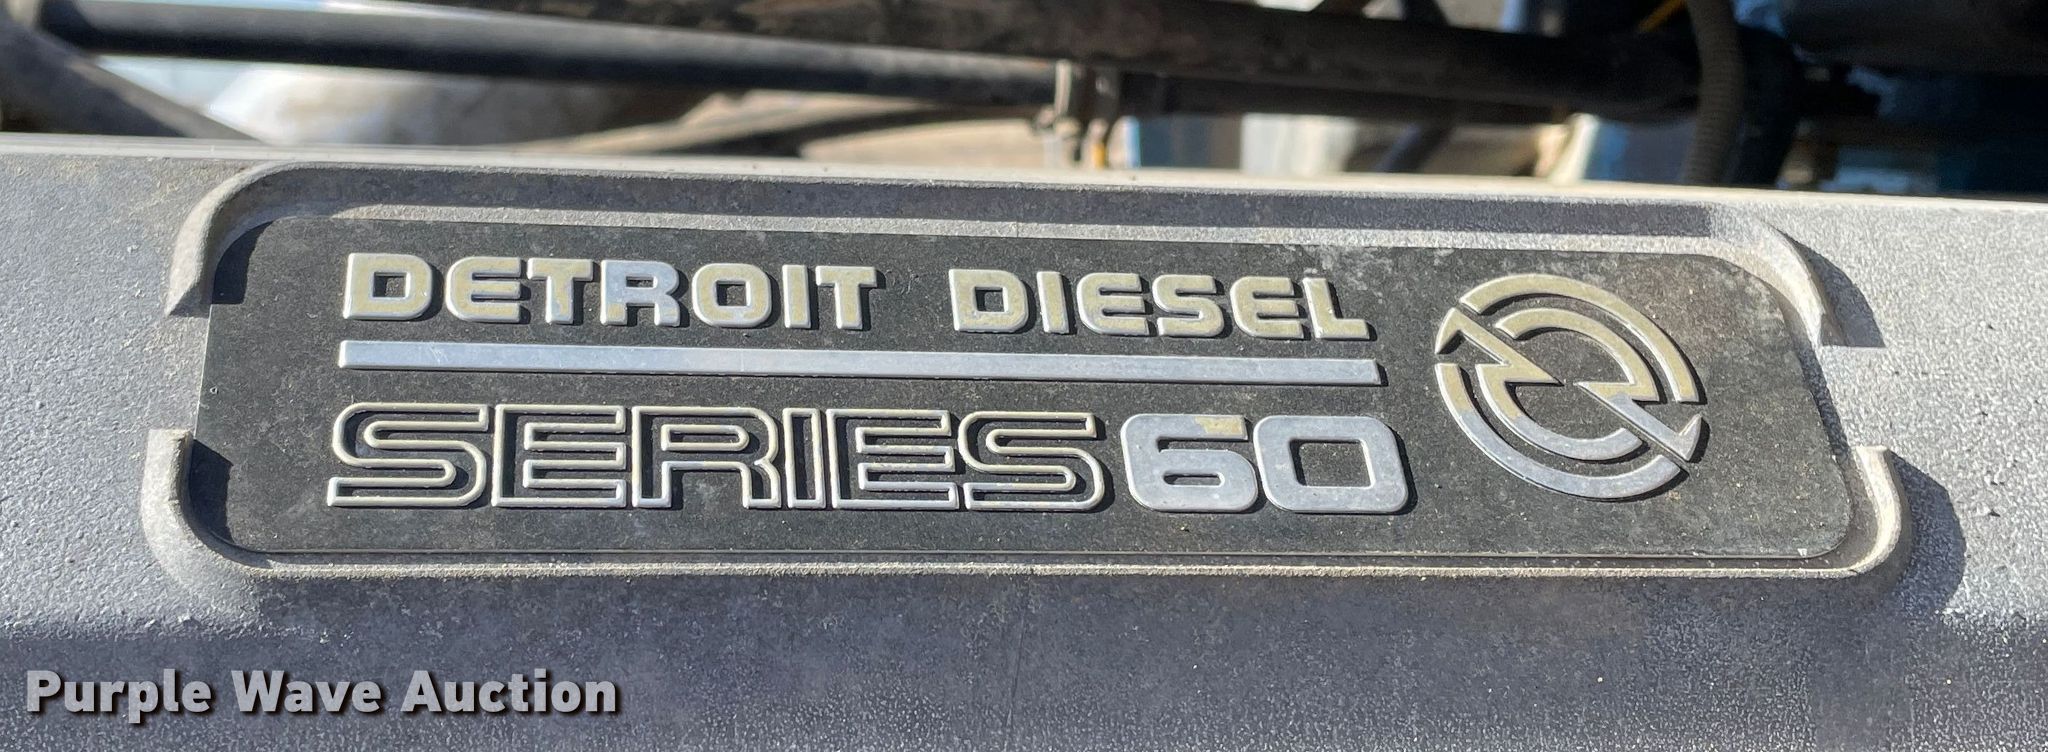 DETROIT DIESEL
SERIES 60
Purple Wave Auction